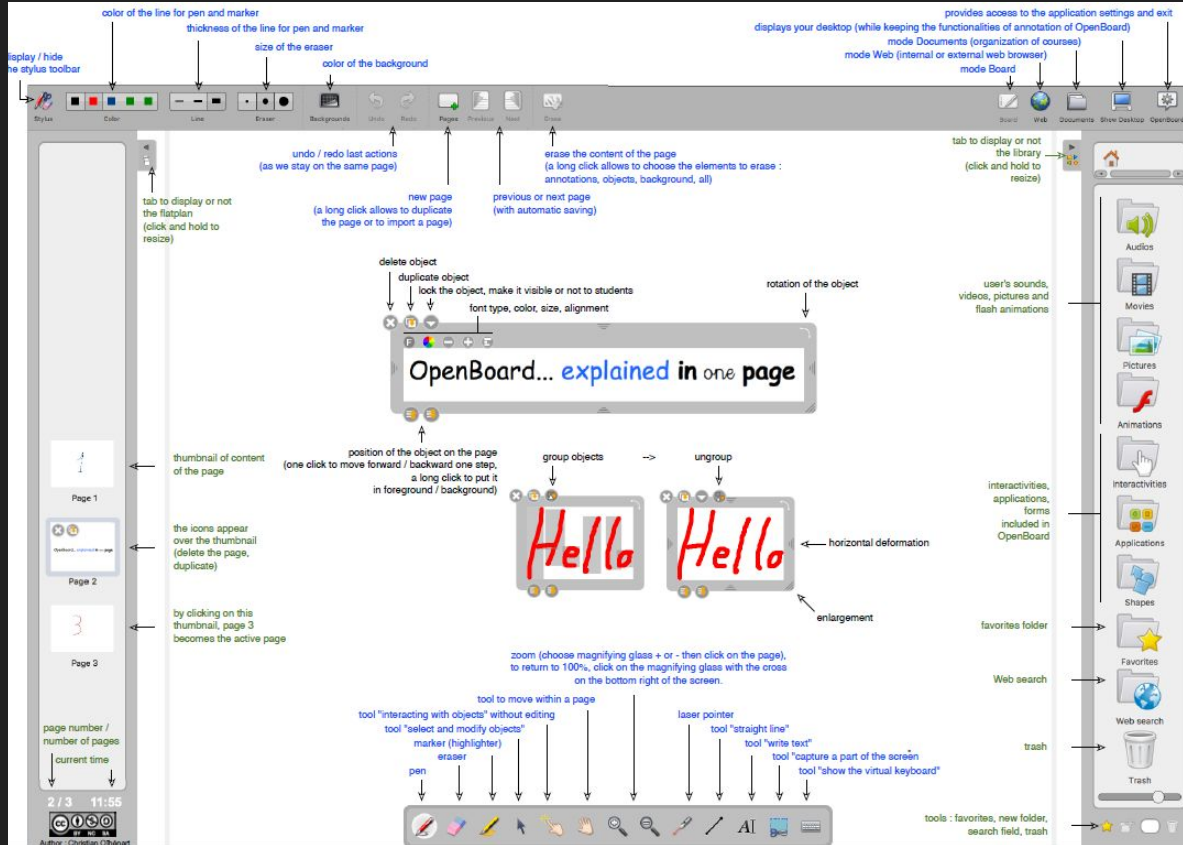 color of the line for pen and marker
thickness of the line for pen and marker
size of the eraser
color of the background
display / hide
the stylus toolbar
provides access to the application settings and exit
displays your desktop (while keeping the functionalities of annotation of OpenBoard)
mode Documents (organization of courses)
mode Web (internal or external web browser)
mode Board
Stylus
Color
Line
Eraser
Backgrounds
Undo
Redo
Pages
Previous
Next
Erase
Board
Web
Documents
Show Desktop
OpenBoard
undo / redo last actions
(as we stay on the same page)
new page
(a long click allows to duplicate
the page or to import a page)
previous or next page
(with automatic saving)
erase the content of the page
(a long click allows to choose the elements to erase :
annotations, objects, background, all)
tab to display or not
the library
(click and hold to
resize)
tab to display or not
the flatplan
(click and hold to
resize)
delete object
duplicate object
lock the object, make it visible or not to students
font type, color, size, alignment
rotation of the object
OpenBoard... explained in one page
position of the object on the page
(one click to move forward / backward one step,
a long click to put it
in foreground / background)
group objects
-->
ungroup
Hello
Hello
horizontal deformation
enlargement
thumbnail of content
of the page
Page 1
the icons appear
over the thumbnail
(delete the page,
duplicate)
OpenBoard... explained in one page
Page 2
by clicking on this
thumbnail, page 3
becomes the active page
3
Page 3
page number /
number of pages
current time
2 / 3 11:55
cc
BY NC SA
Author : Christian Oïhénart
user's sounds,
videos, pictures and
flash animations
interactivities,
applications,
forms
included in
OpenBoard
favorites folder
Web search
trash
tools : favorites, new folder,
search field, trash
Audios
Movies
Pictures
Animations
Interactivities
Applications
Shapes
Favorites
Web search
Trash
zoom (choose magnifying glass + or - then click on the page),
to return to 100%, click on the magnifying glass with the cross
on the bottom right of the screen.
tool to move within a page
tool "interacting with objects" without editing
tool "select and modify objects"
marker (highlighter)
eraser
pen
laser pointer
tool "straight line"
tool "write text"
tool "capture a part of the screen
tool "show the virtual keyboard"
AI